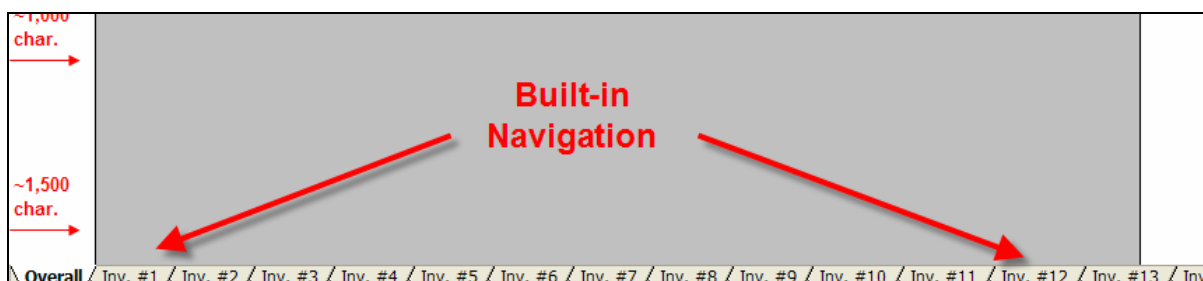 ~1,000
char.
Built-in
Navigation
~1,500
char.
Overall / Inv. #1 / Inv. #2 / Inv. #3 / Inv. #4 / Inv. #5 / Inv. #6 / Inv. #7 / Inv. #8 / Inv. #9 / Inv. #10 / Inv. #11 / Inv. #12 / Inv. #13 /